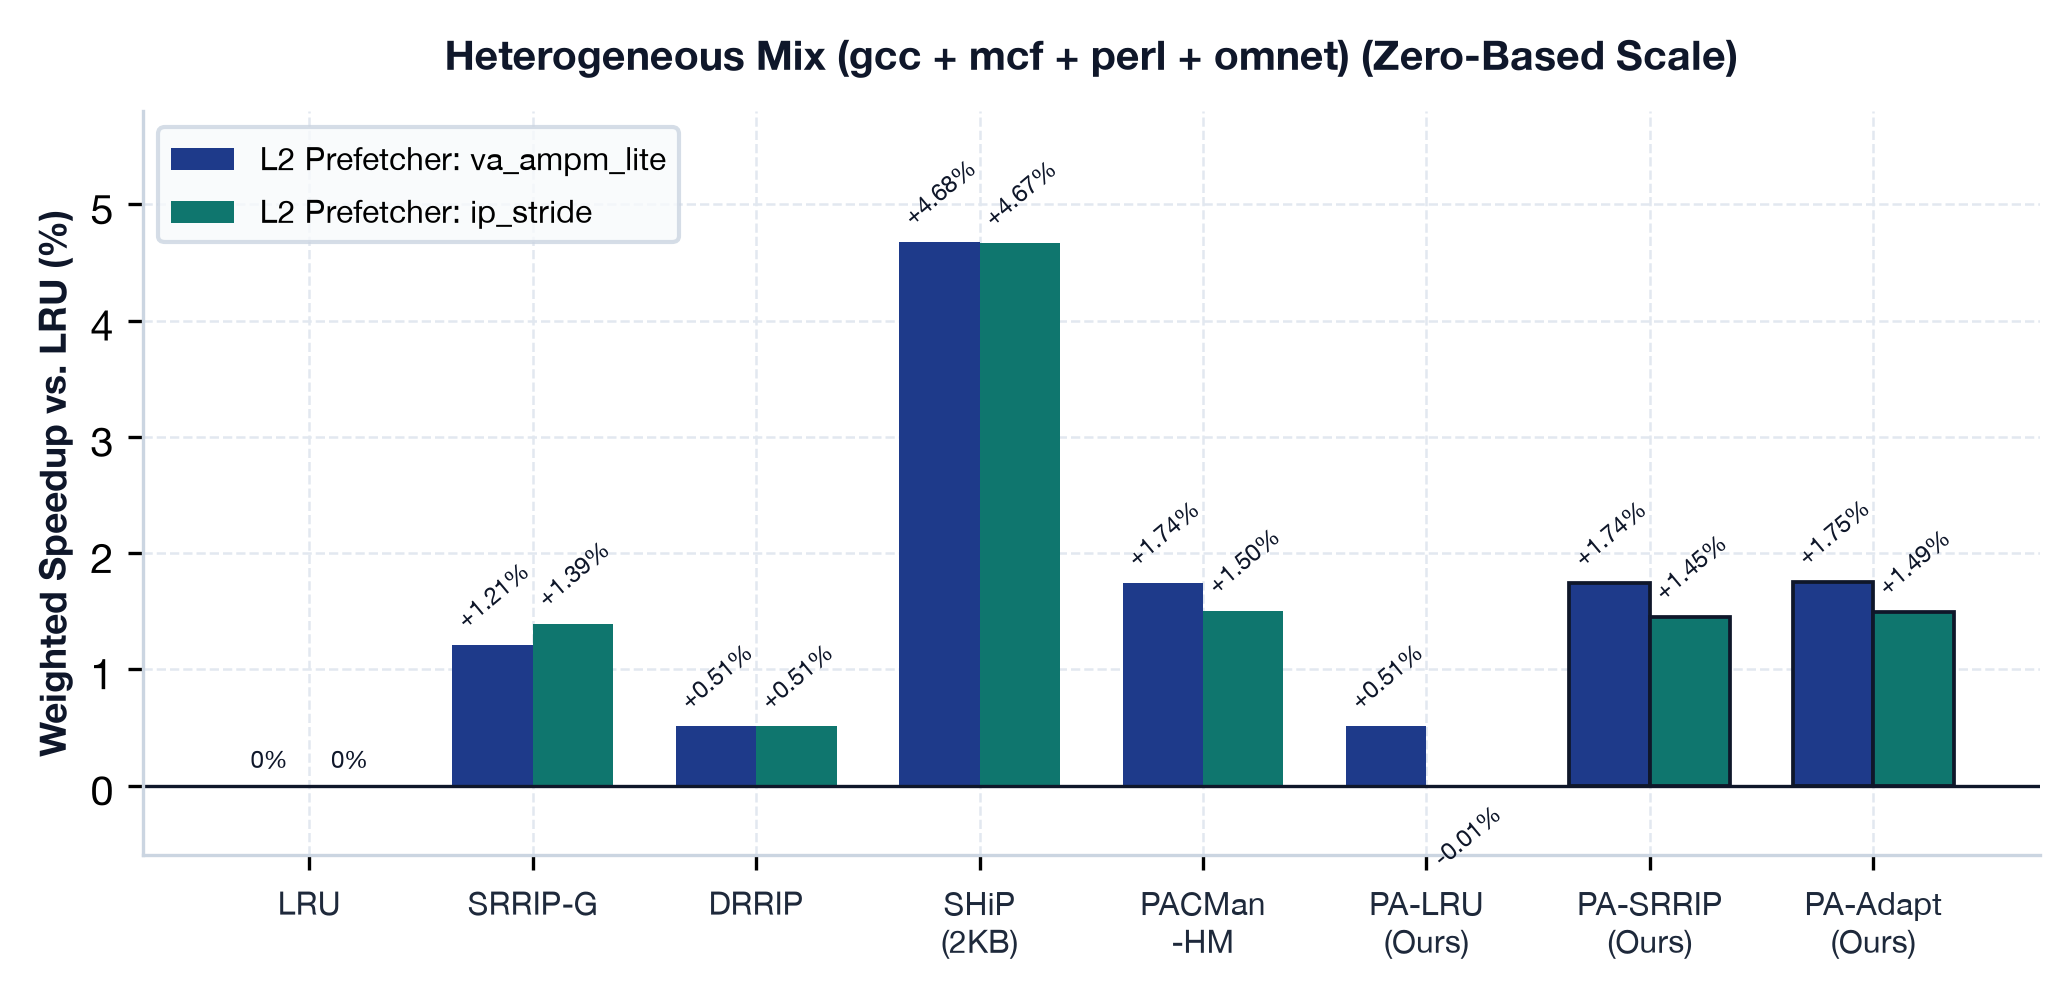 Heterogeneous Mix (gcc + mcf + perl + omnet) (Zero-Based Scale)
L2 Prefetcher: va_ampm_lite
L2 Prefetcher: ip_stride
Weighted Speedup vs. LRU (%)
5
4
3
2
1
0
0%
0%
+1.21%
+1.39%
+0.51%
+0.51%
+4.68%
+4.67%
+1.74%
+1.50%
+0.51%
-0.01%
+1.74%
+1.45%
+1.75%
+1.49%
LRU
SRRIP-G
DRRIP
SHiP
(2KB)
PACMan
-HM
PA-LRU
(Ours)
PA-SRRIP
(Ours)
PA-Adapt
(Ours)